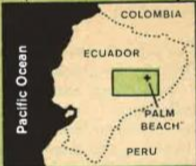 COLOMBIA
ECUADOR
Pacific Ocean
"PALM
BEACH"
PERU